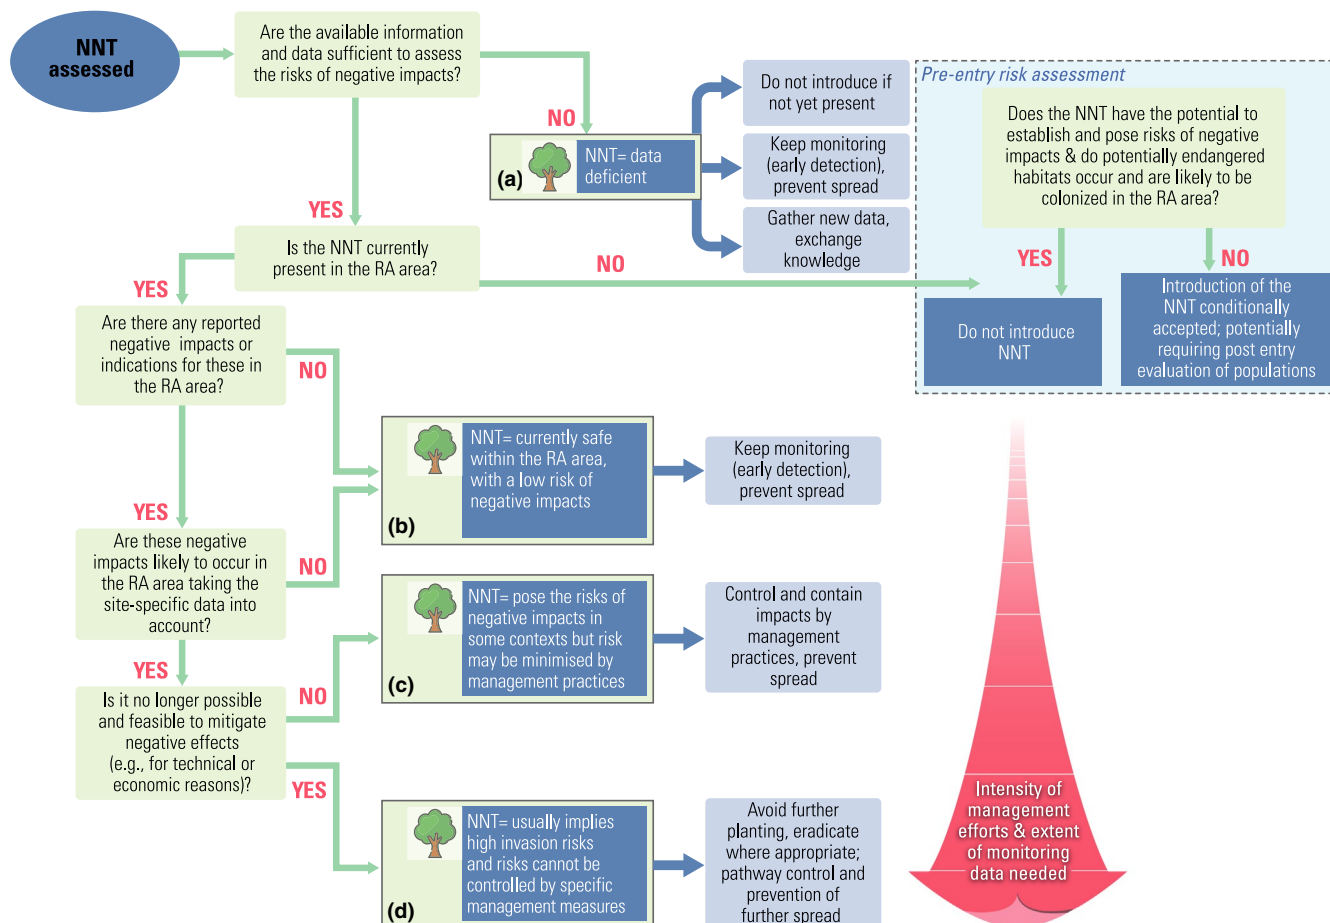 NNT
assessed
Are the available information
and data sufficient to assess
the risks of negative impacts?
NO
YES
(a)
NNT= data
deficient
Do not introduce if
not yet present
Keep monitoring
(early detection),
prevent spread
Gather new data,
exchange
knowledge
Pre-entry risk assessment
Does the NNT have the potential to
establish and pose risks of negative
impacts & do potentially endangered
habitats occur and are likely to be
colonized in the RA area?
YES
NO
Do not introduce
NNT
Introduction of the
NNT conditionally
accepted; potentially
requiring post entry
evaluation of populations
Is the NNT currently
present in the RA area?
NO
YES
Are there any reported
negative impacts or
indications for these in
the RA area?
NO
YES
(b)
NNT= currently safe
within the RA area,
with a low risk of
negative impacts
Keep monitoring
(early detection),
prevent spread
Are these negative
impacts likely to occur in
the RA area taking the
site-specific data into
account?
NO
YES
(c)
NNT= pose the risks of
negative impacts in
some contexts but risk
may be minimised by
management practices
Control and contain
impacts by
management
practices, prevent
spread
Is it no longer possible
and feasible to mitigate
negative effects
(e.g., for technical or
economic reasons)?
NO
YES
(d)
NNT= usually implies
high invasion risks
and risks cannot be
controlled by specific
management measures
Avoid further
planting, eradicate
where appropriate;
pathway control and
prevention of
further spread
Intensity of
management
efforts & extent
of monitoring
data needed